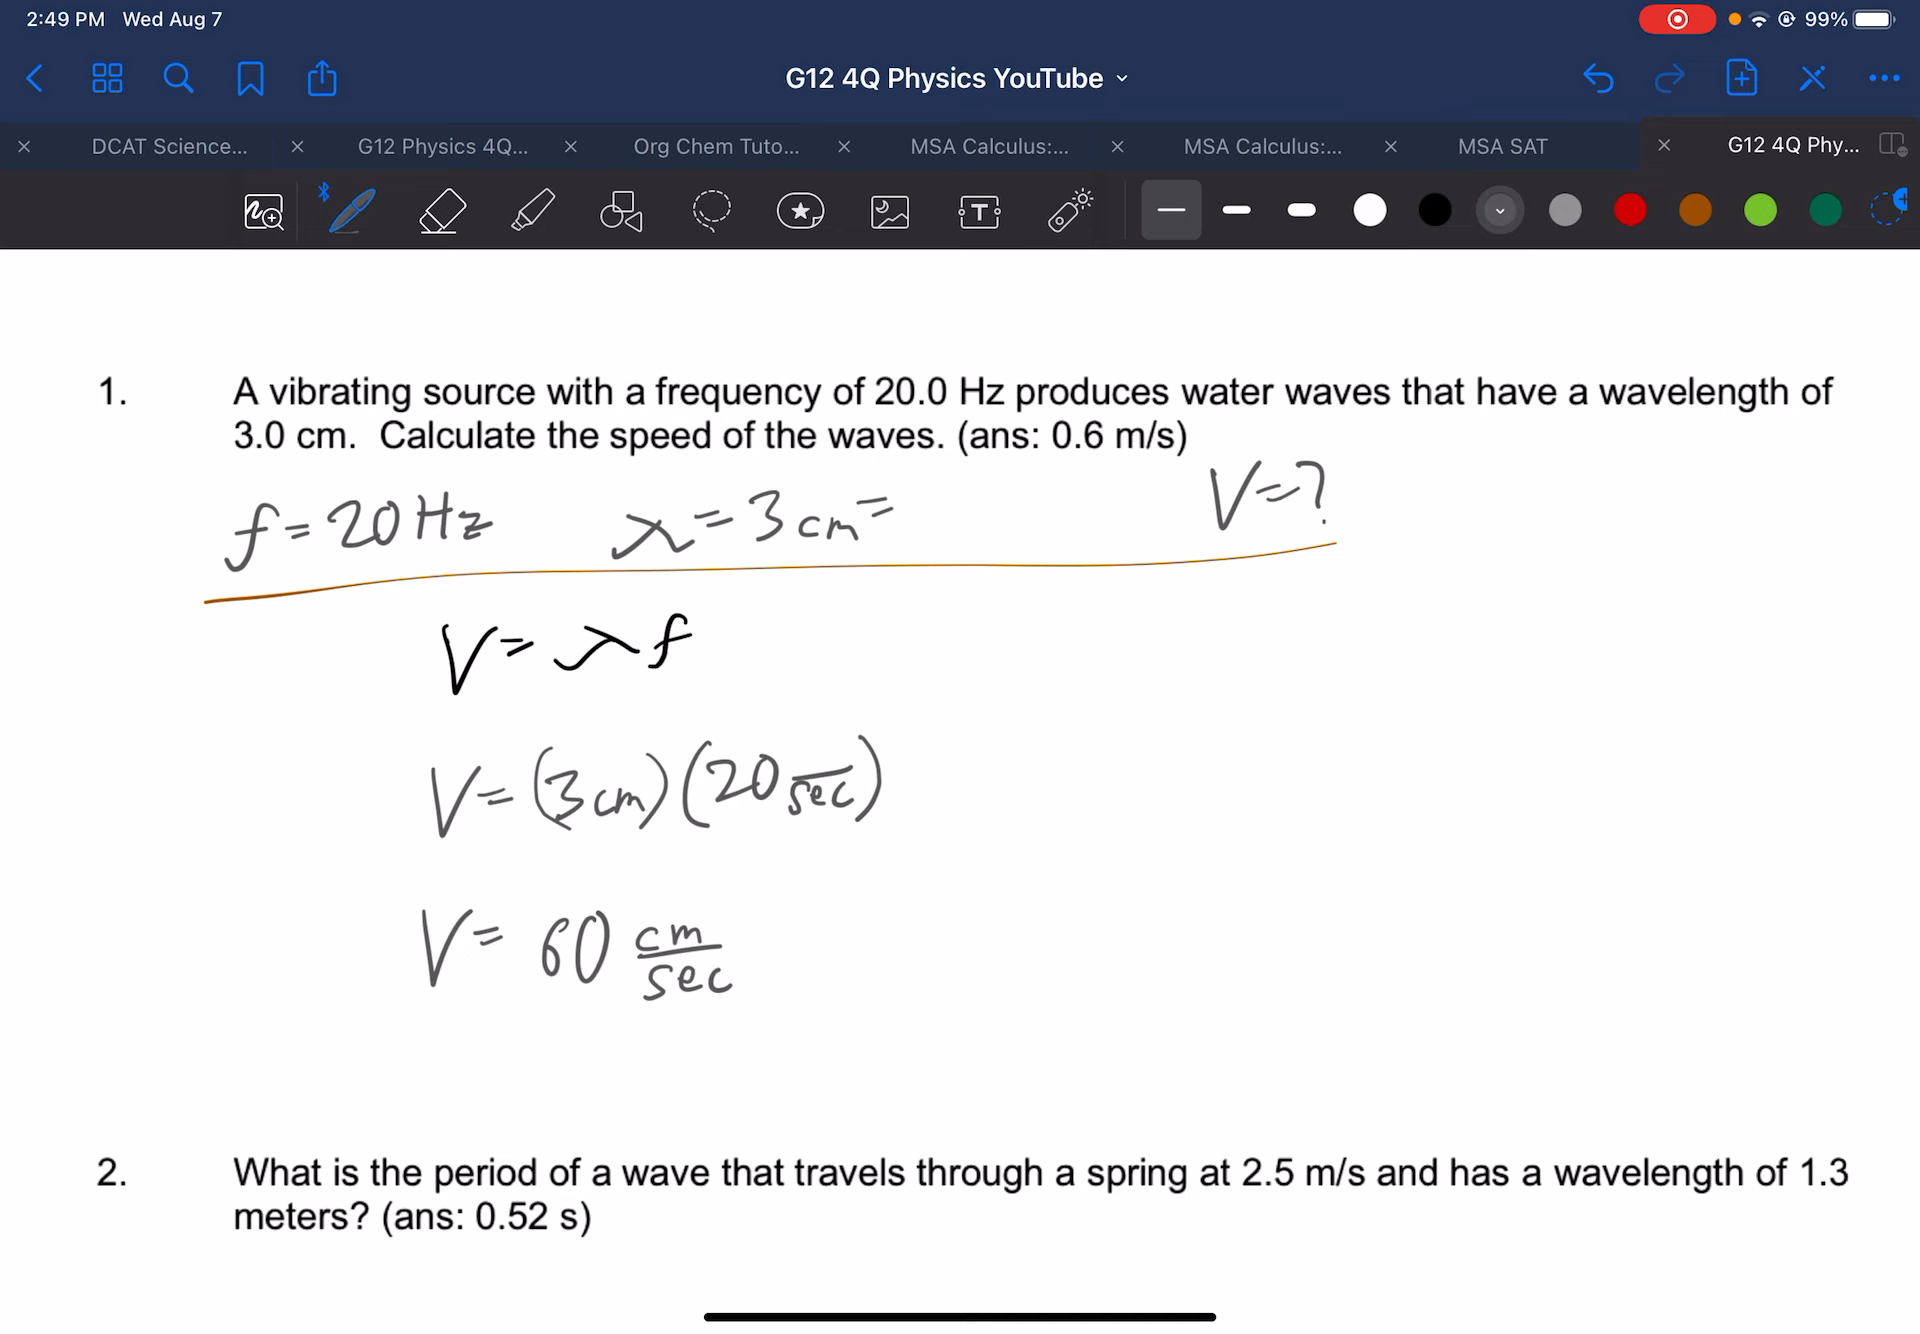 2:49 PM Wed Aug 7 99%
G12 4Q Physics YouTube
DCAT Science... G12 Physics 4Q... Org Chem Tuto... MSA Calculus:... MSA Calculus:... MSA SAT G12 4Q Phy...
1. A vibrating source with a frequency of 20.0 Hz produces water waves that have a wavelength of
3.0 cm. Calculate the speed of the waves. (ans: 0.6 m/s)
f = 20 Hz λ = 3 cm = V = ?
V = λ f
V = (3 cm) (20 /sec)
V = 60 cm/sec
2. What is the period of a wave that travels through a spring at 2.5 m/s and has a wavelength of 1.3
meters? (ans: 0.52 s)